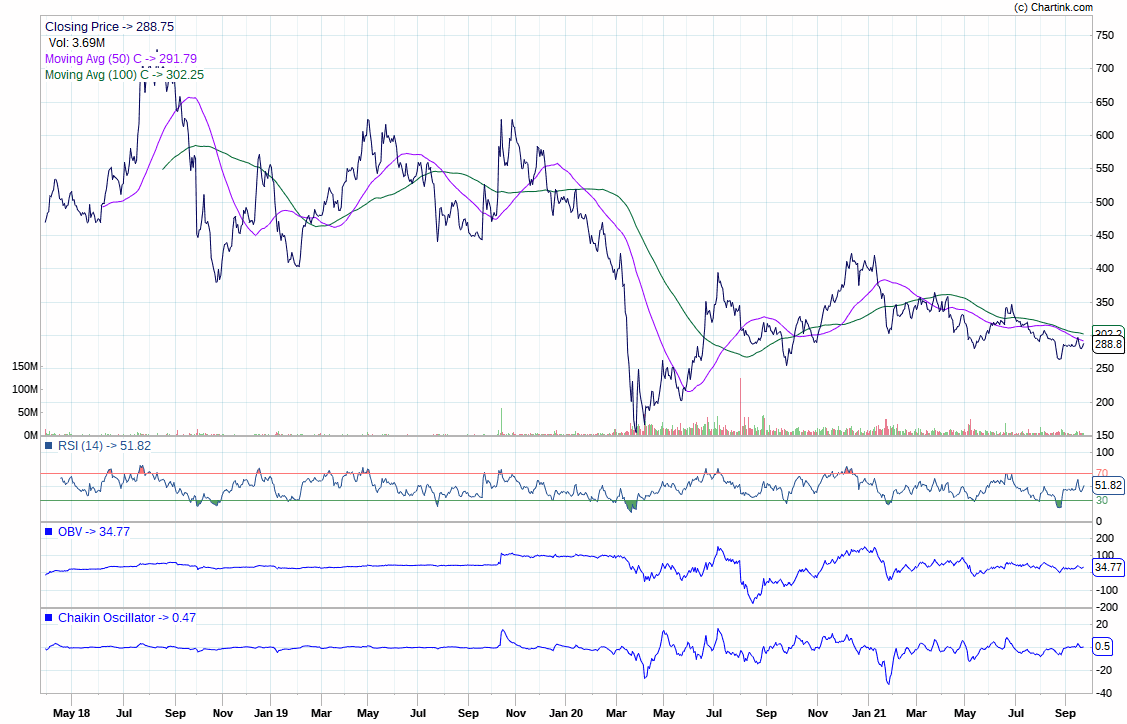 (c) Chartink.com
Closing Price -> 288.75
Vol: 3.69M
Moving Avg (50) C -> 291.79
Moving Avg (100) C -> 302.25
750
700
650
600
550
500
450
400
350
302.2
288.8
250
200
150
150M
100M
50M
0M
RSI (14) -> 51.82
100
70
51.82
30
0
OBV -> 34.77
200
100
34.77
-100
-200
Chaikin Oscillator -> 0.47
20
0.5
-20
-40
May 18 Jul Sep Nov Jan 19 Mar May Jul Sep Nov Jan 20 Mar May Jul Sep Nov Jan 21 Mar May Jul Sep